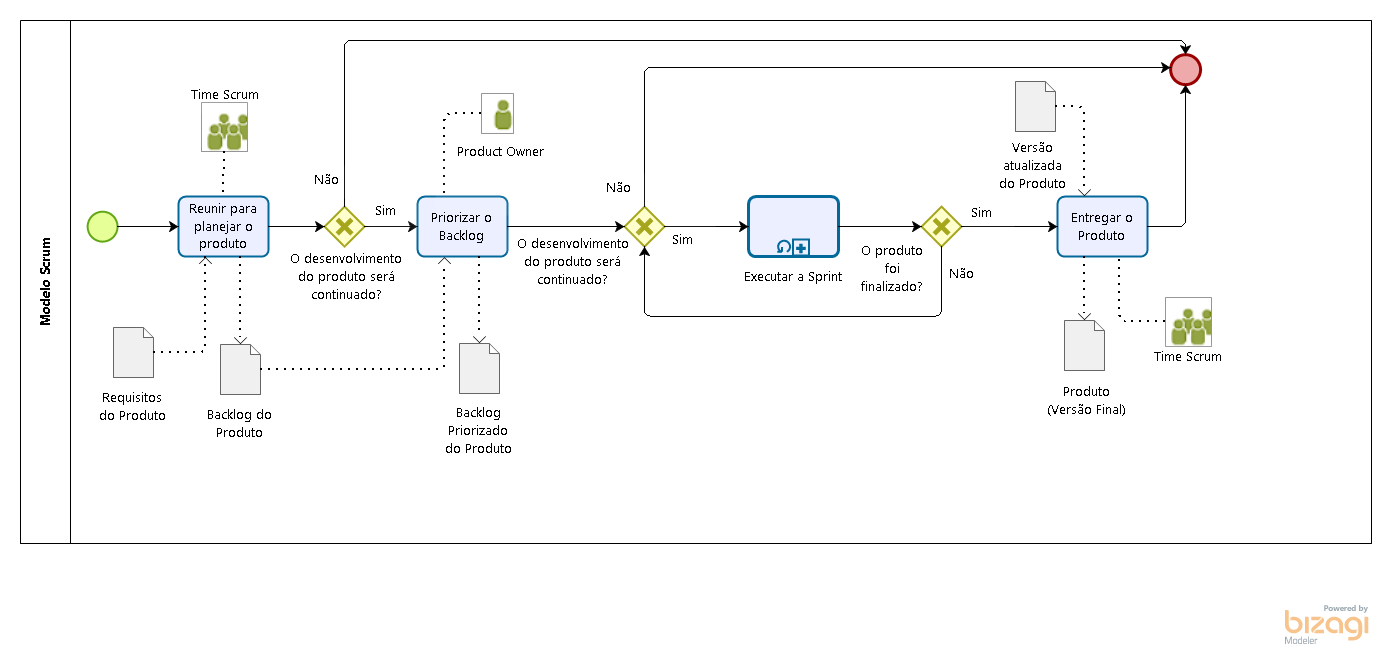 Modelo Scrum
Time Scrum
Reunir para
planejar o
produto
Requisitos
do Produto
Backlog do
Produto
Não
Sim
O desenvolvimento
do produto será
continuado?
Product Owner
Priorizar o
Backlog
Backlog
Priorizado
do Produto
Não
Sim
O desenvolvimento
do produto será
continuado?
Executar a Sprint
O produto
foi
finalizado?
Sim
Não
Versão
atualizada
do Produto
Entregar o
Produto
Produto
(Versão Final)
Time Scrum
Powered by
bizagi
Modeler